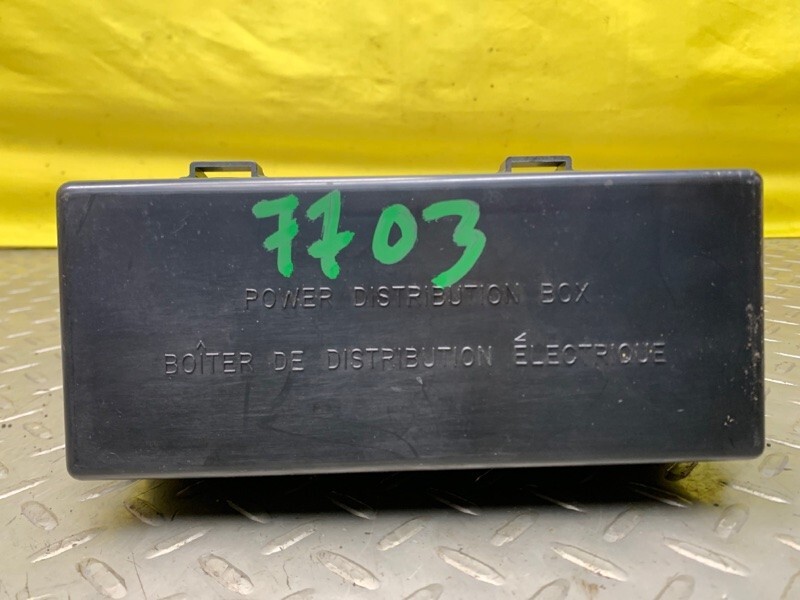 7703
POWER DISTRIBUTION BOX
BOÎTER DE DISTRIBUTION ÉLECTRIQUE